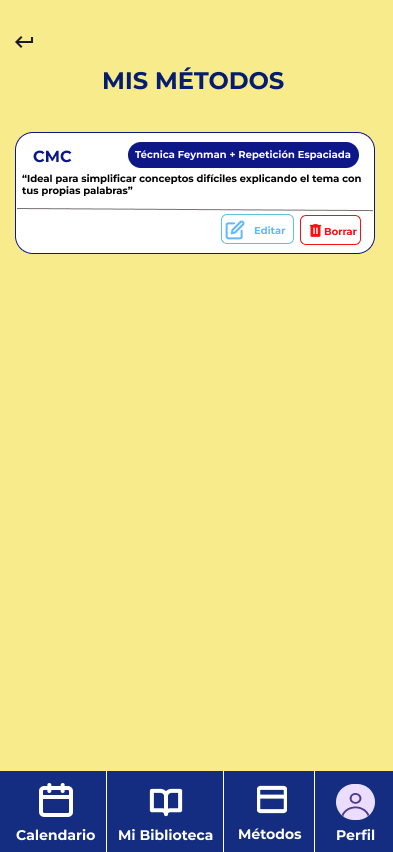 MIS MÉTODOS
CMC
Técnica Feynman + Repetición Espaciada
“Ideal para simplificar conceptos difíciles explicando el tema con
tus propias palabras”
Editar
Borrar
Calendario
Mi Biblioteca
Métodos
Perfil